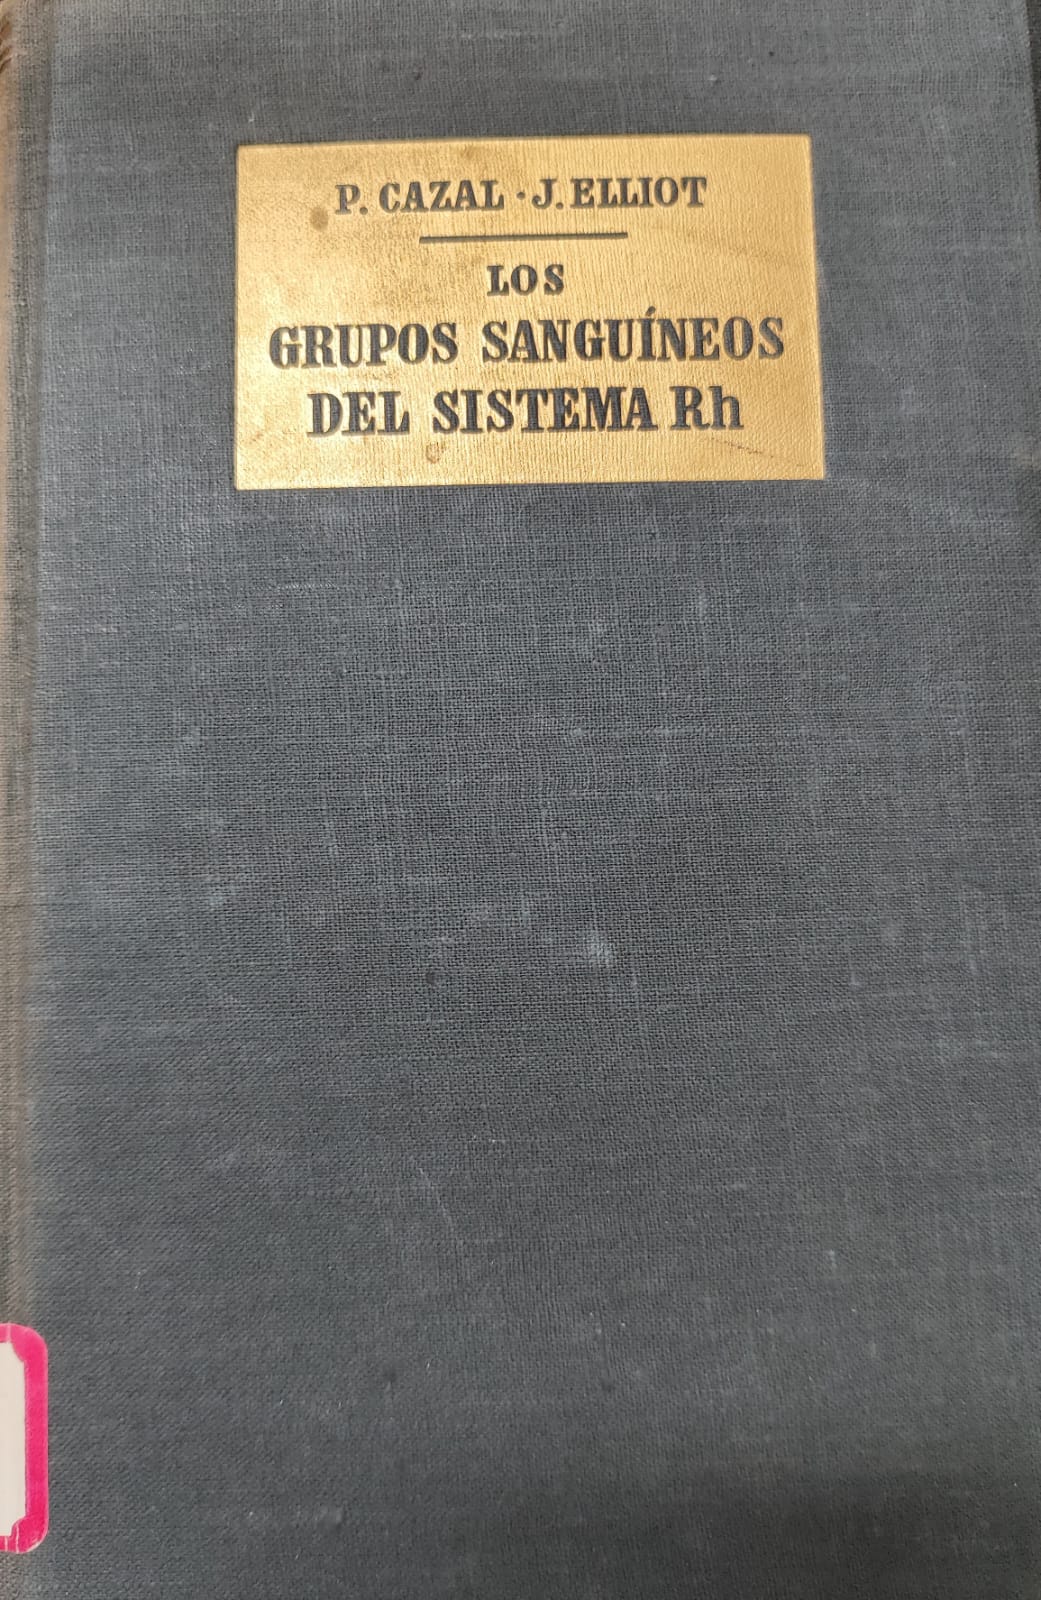 P. CAZAL · J. ELLIOT
LOS
GRUPOS SANGUÍNEOS
DEL SISTEMA Rh